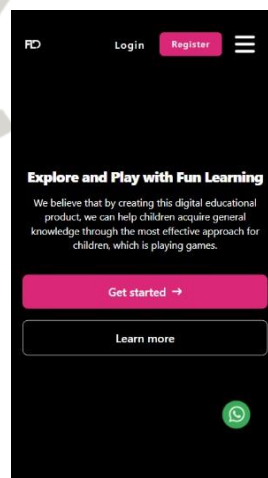 Login
Register
Explore and Play with Fun Learning
We believe that by creating this digital educational
product, we can help children acquire general
knowledge through the most effective approach for
children, which is playing games.
Get started →
Learn more